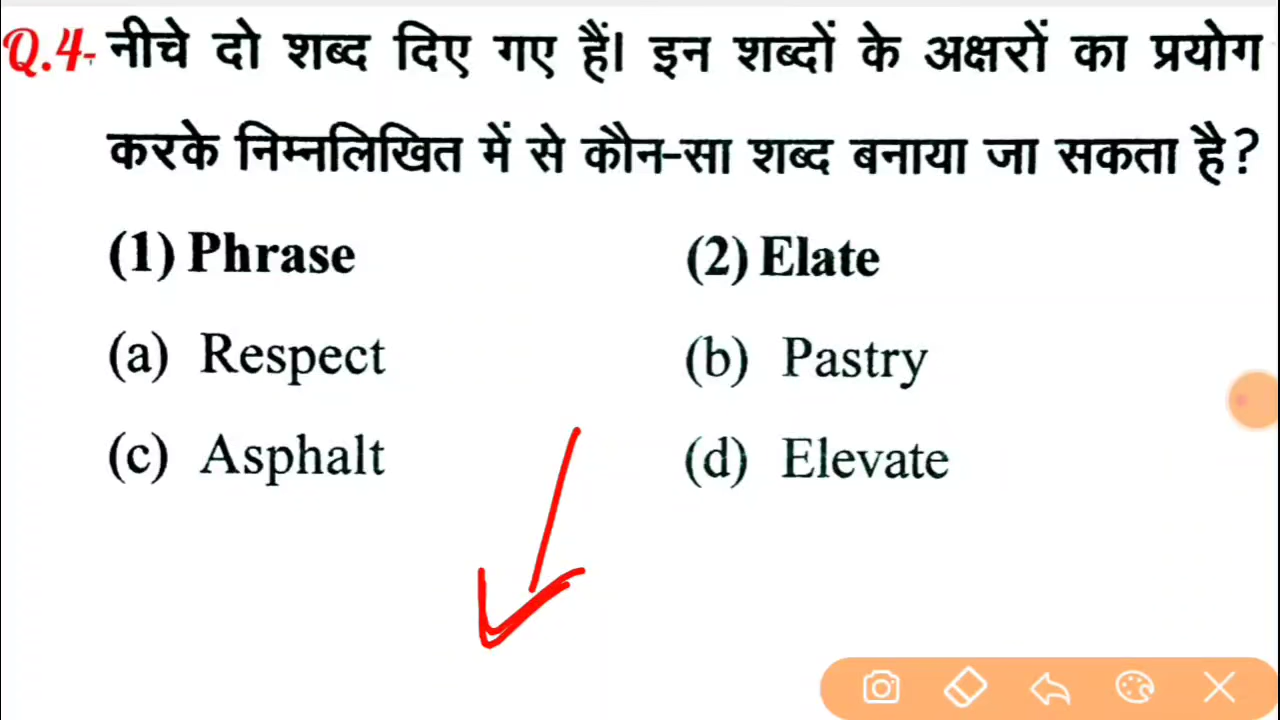 Q.4- नीचे दो शब्द दिए गए हैं। इन शब्दों के अक्षरों का प्रयोग
करके निम्नलिखित में से कौन-सा शब्द बनाया जा सकता है?
(1) Phrase (2) Elate
(a) Respect (b) Pastry
(c) Asphalt (d) Elevate